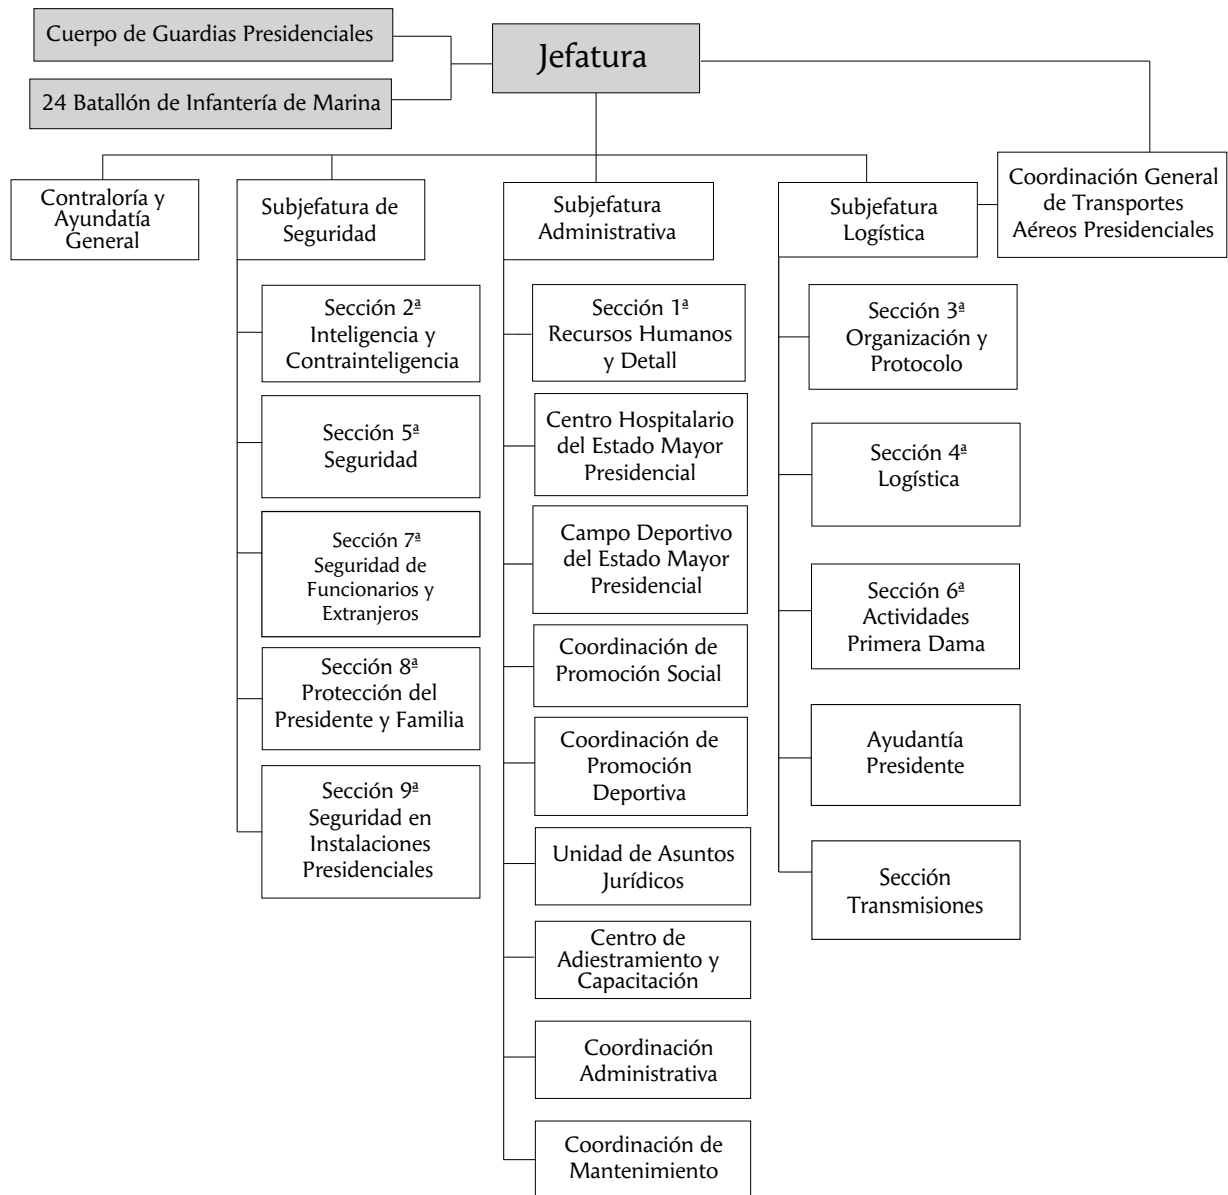 Cuerpo de Guardias Presidenciales
24 Batallón de Infantería de Marina
Jefatura
Contraloría y
Ayundatía
General
Subjefatura de
Seguridad
Subjefatura
Administrativa
Subjefatura
Logística
Coordinación General
de Transportes
Aéreos Presidenciales
Sección 2ª
Inteligencia y
Contrainteligencia
Sección 5ª
Seguridad
Sección 7ª
Seguridad de
Funcionarios y
Extranjeros
Sección 8ª
Protección del
Presidente y Familia
Sección 9ª
Seguridad en
Instalaciones
Presidenciales
Sección 1ª
Recursos Humanos
y Detall
Centro Hospitalario
del Estado Mayor
Presidencial
Campo Deportivo
del Estado Mayor
Presidencial
Coordinación de
Promoción Social
Coordinación de
Promoción
Deportiva
Unidad de Asuntos
Jurídicos
Centro de
Adiestramiento y
Capacitación
Coordinación
Administrativa
Coordinación de
Mantenimiento
Sección 3ª
Organización y
Protocolo
Sección 4ª
Logística
Sección 6ª
Actividades
Primera Dama
Ayudantía
Presidente
Sección
Transmisiones